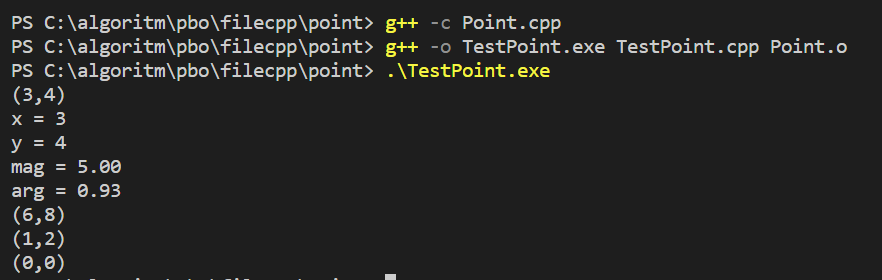 PS C:\algoritm\pbo\filecpp\point> g++ -c Point.cpp
PS C:\algoritm\pbo\filecpp\point> g++ -o TestPoint.exe TestPoint.cpp Point.o
PS C:\algoritm\pbo\filecpp\point> .\TestPoint.exe
(3,4)
x = 3
y = 4
mag = 5.00
arg = 0.93
(6,8)
(1,2)
(0,0)